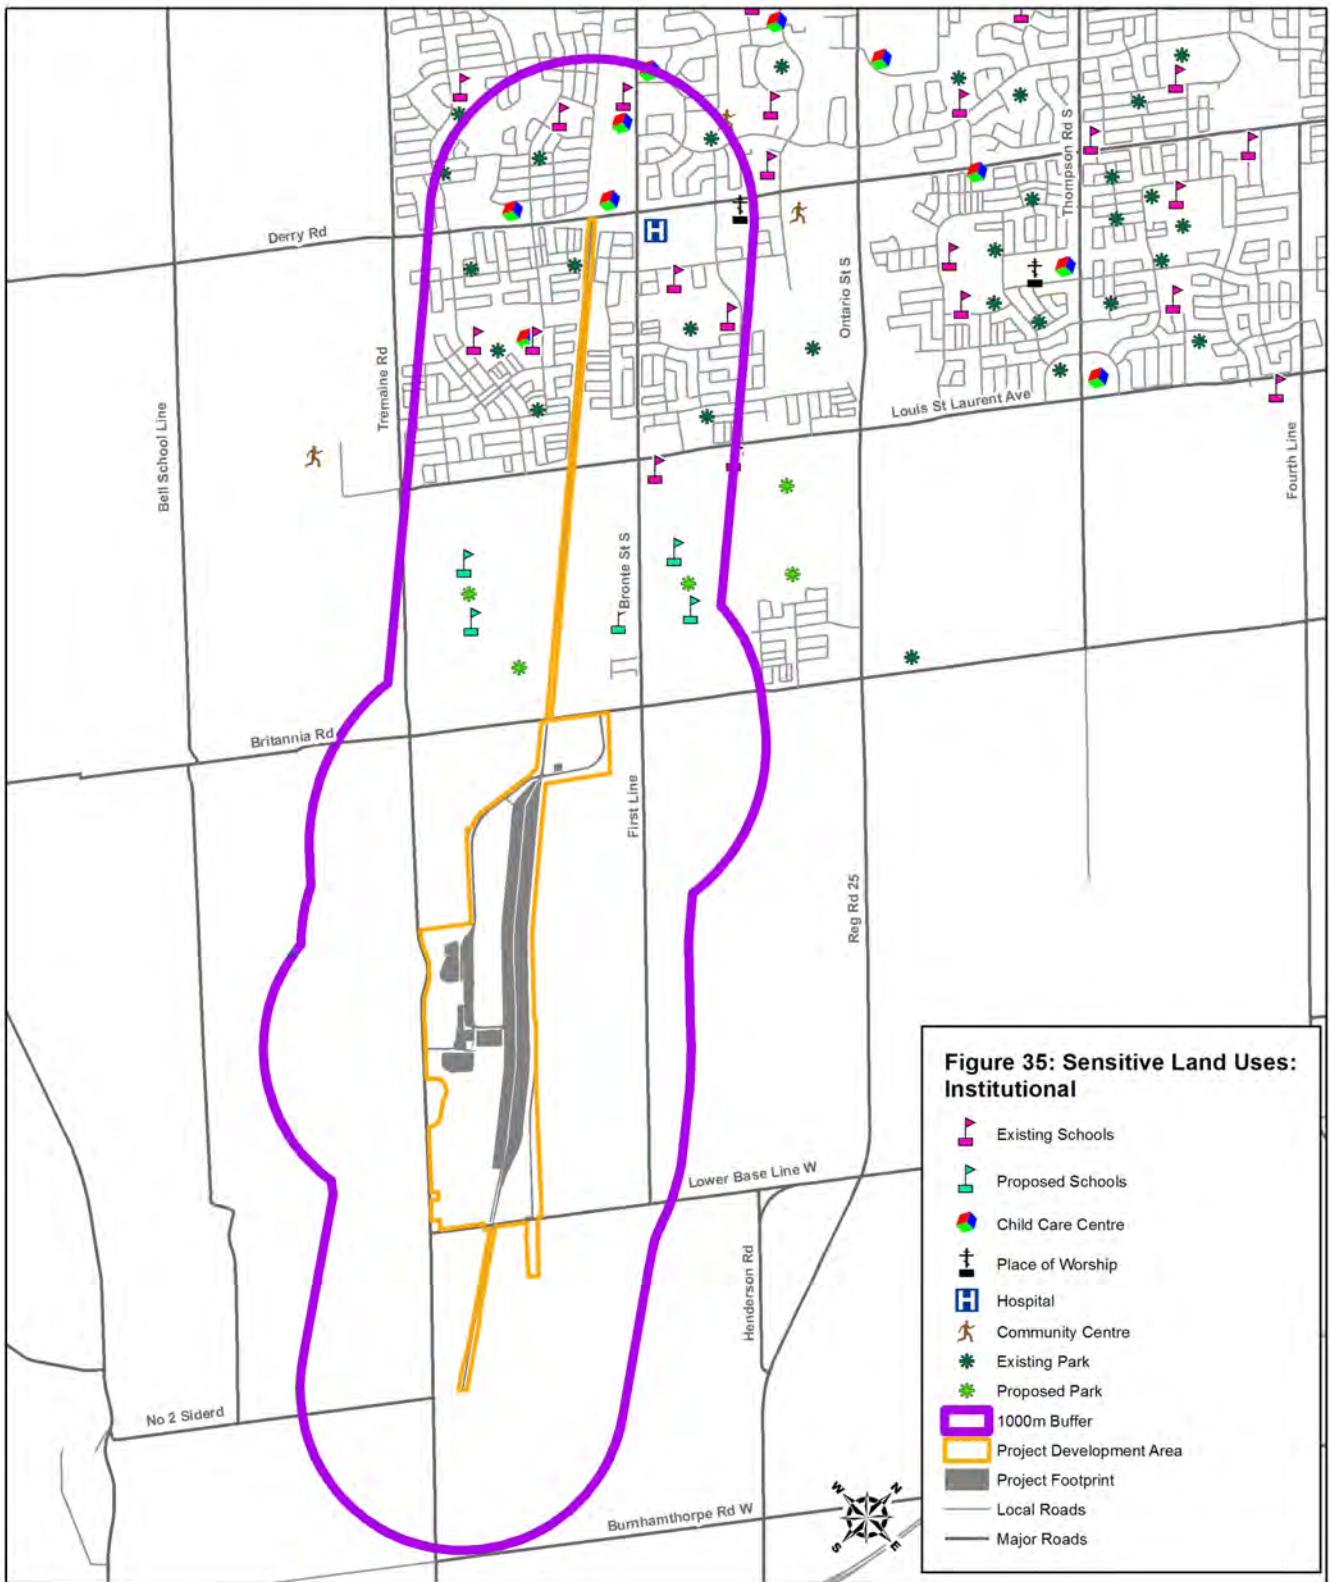 Derry Rd
Thompson Rd S
Ontario St S
Tremaine Rd
Bell School Line
Louis St Laurent Ave
Fourth Line
H
Bronte St S
Britannia Rd
First Line
Reg Rd 25
Lower Base Line W
Henderson Rd
No 2 Siderd
Burnhamthorpe Rd W
W N
S E
Figure 35: Sensitive Land Uses:
Institutional
Existing Schools
Proposed Schools
Child Care Centre
Place of Worship
H Hospital
Community Centre
Existing Park
Proposed Park
1000m Buffer
Project Development Area
Project Footprint
Local Roads
Major Roads